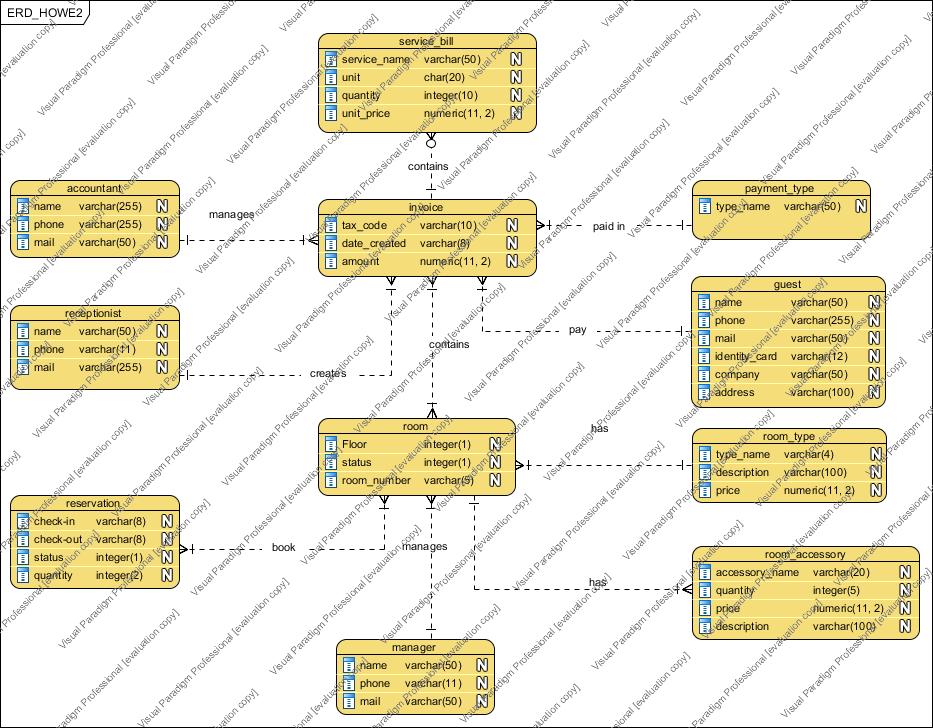 ERD_HOWE2
service_bill
service_name varchar(50) N
unit char(20) N
quantity integer(10) N
unit_price numeric(11, 2) N
contains
accountant
name varchar(255) N
phone varchar(255) N
mail varchar(50) N
manages
invoice
tax_code varchar(10) N
date_created varchar(8) N
amount numeric(11, 2) N
paid in
payment_type
type_name varchar(50) N
guest
name varchar(50) N
phone varchar(255) N
mail varchar(50) N
identity_card varchar(12) N
company varchar(50) N
address varchar(100) N
pay
receptionist
name varchar(50) N
phone varchar(11) N
mail varchar(255) N
creates
contains
room
Floor integer(1) N
status integer(1) N
room_number varchar(5) N
has
room_type
type_name varchar(4) N
description varchar(100) N
price numeric(11, 2) N
reservation
check-in varchar(8) N
check-out varchar(8) N
status integer(1) N
quantity integer(2) N
book
manages
has
room_accessory
accessory_name varchar(20) N
quantity integer(5) N
price numeric(11, 2) N
description varchar(100) N
manager
name varchar(50) N
phone varchar(11) N
mail varchar(50) N
Visual Paradigm Professional [evaluation copy]